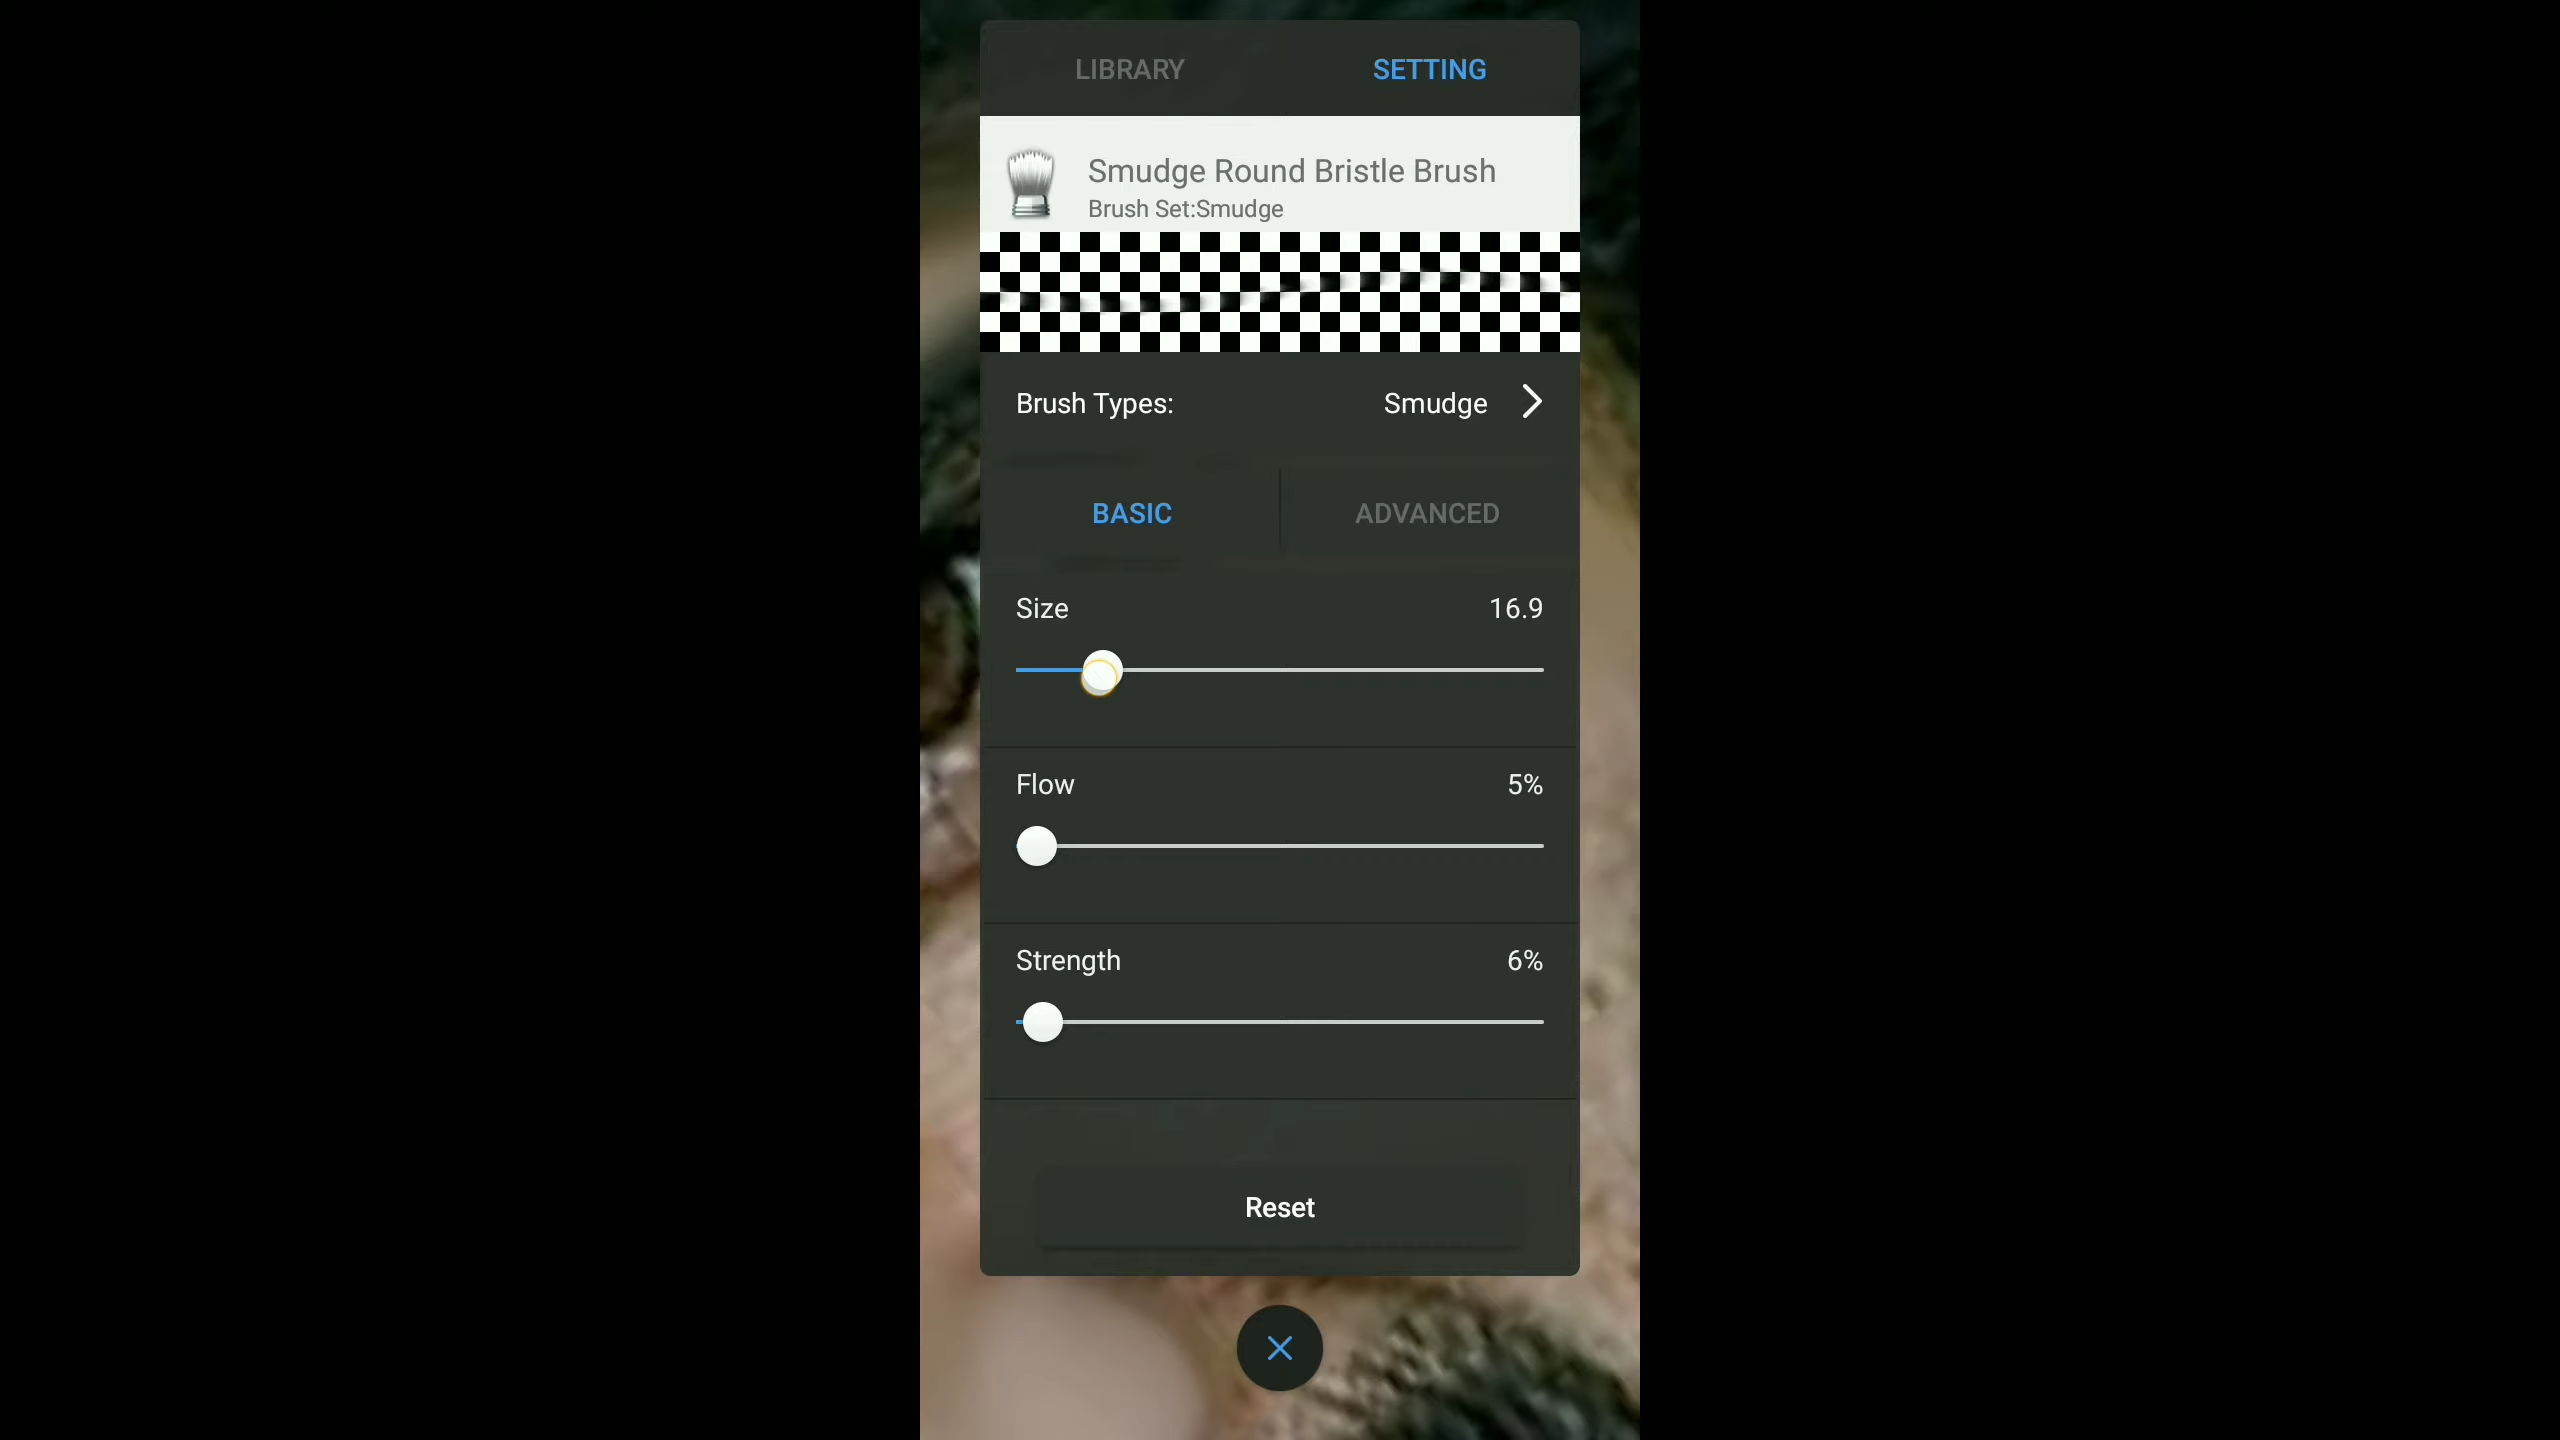 LIBRARY SETTING
Smudge Round Bristle Brush
Brush Set:Smudge
Brush Types: Smudge
BASIC ADVANCED
Size 16.9
Flow 5%
Strength 6%
Reset